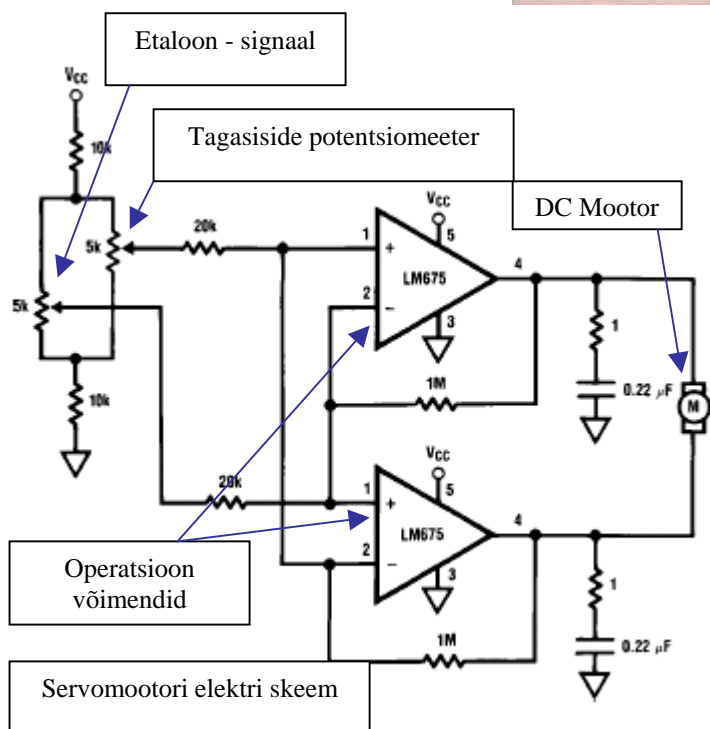 Etaloon - signaal
VCC
10k
Tagasiside potentsiomeeter
DC Mootor
5k
20k
1
+
VCC
5
LM675
4
2
−
3
5k
1
0.22 µF
1M
M
10k
20k
VCC
1
+
5
LM675
4
2
−
3
1
0.22 µF
1M
Operatsioon
võimendid
Servomootori elektri skeem